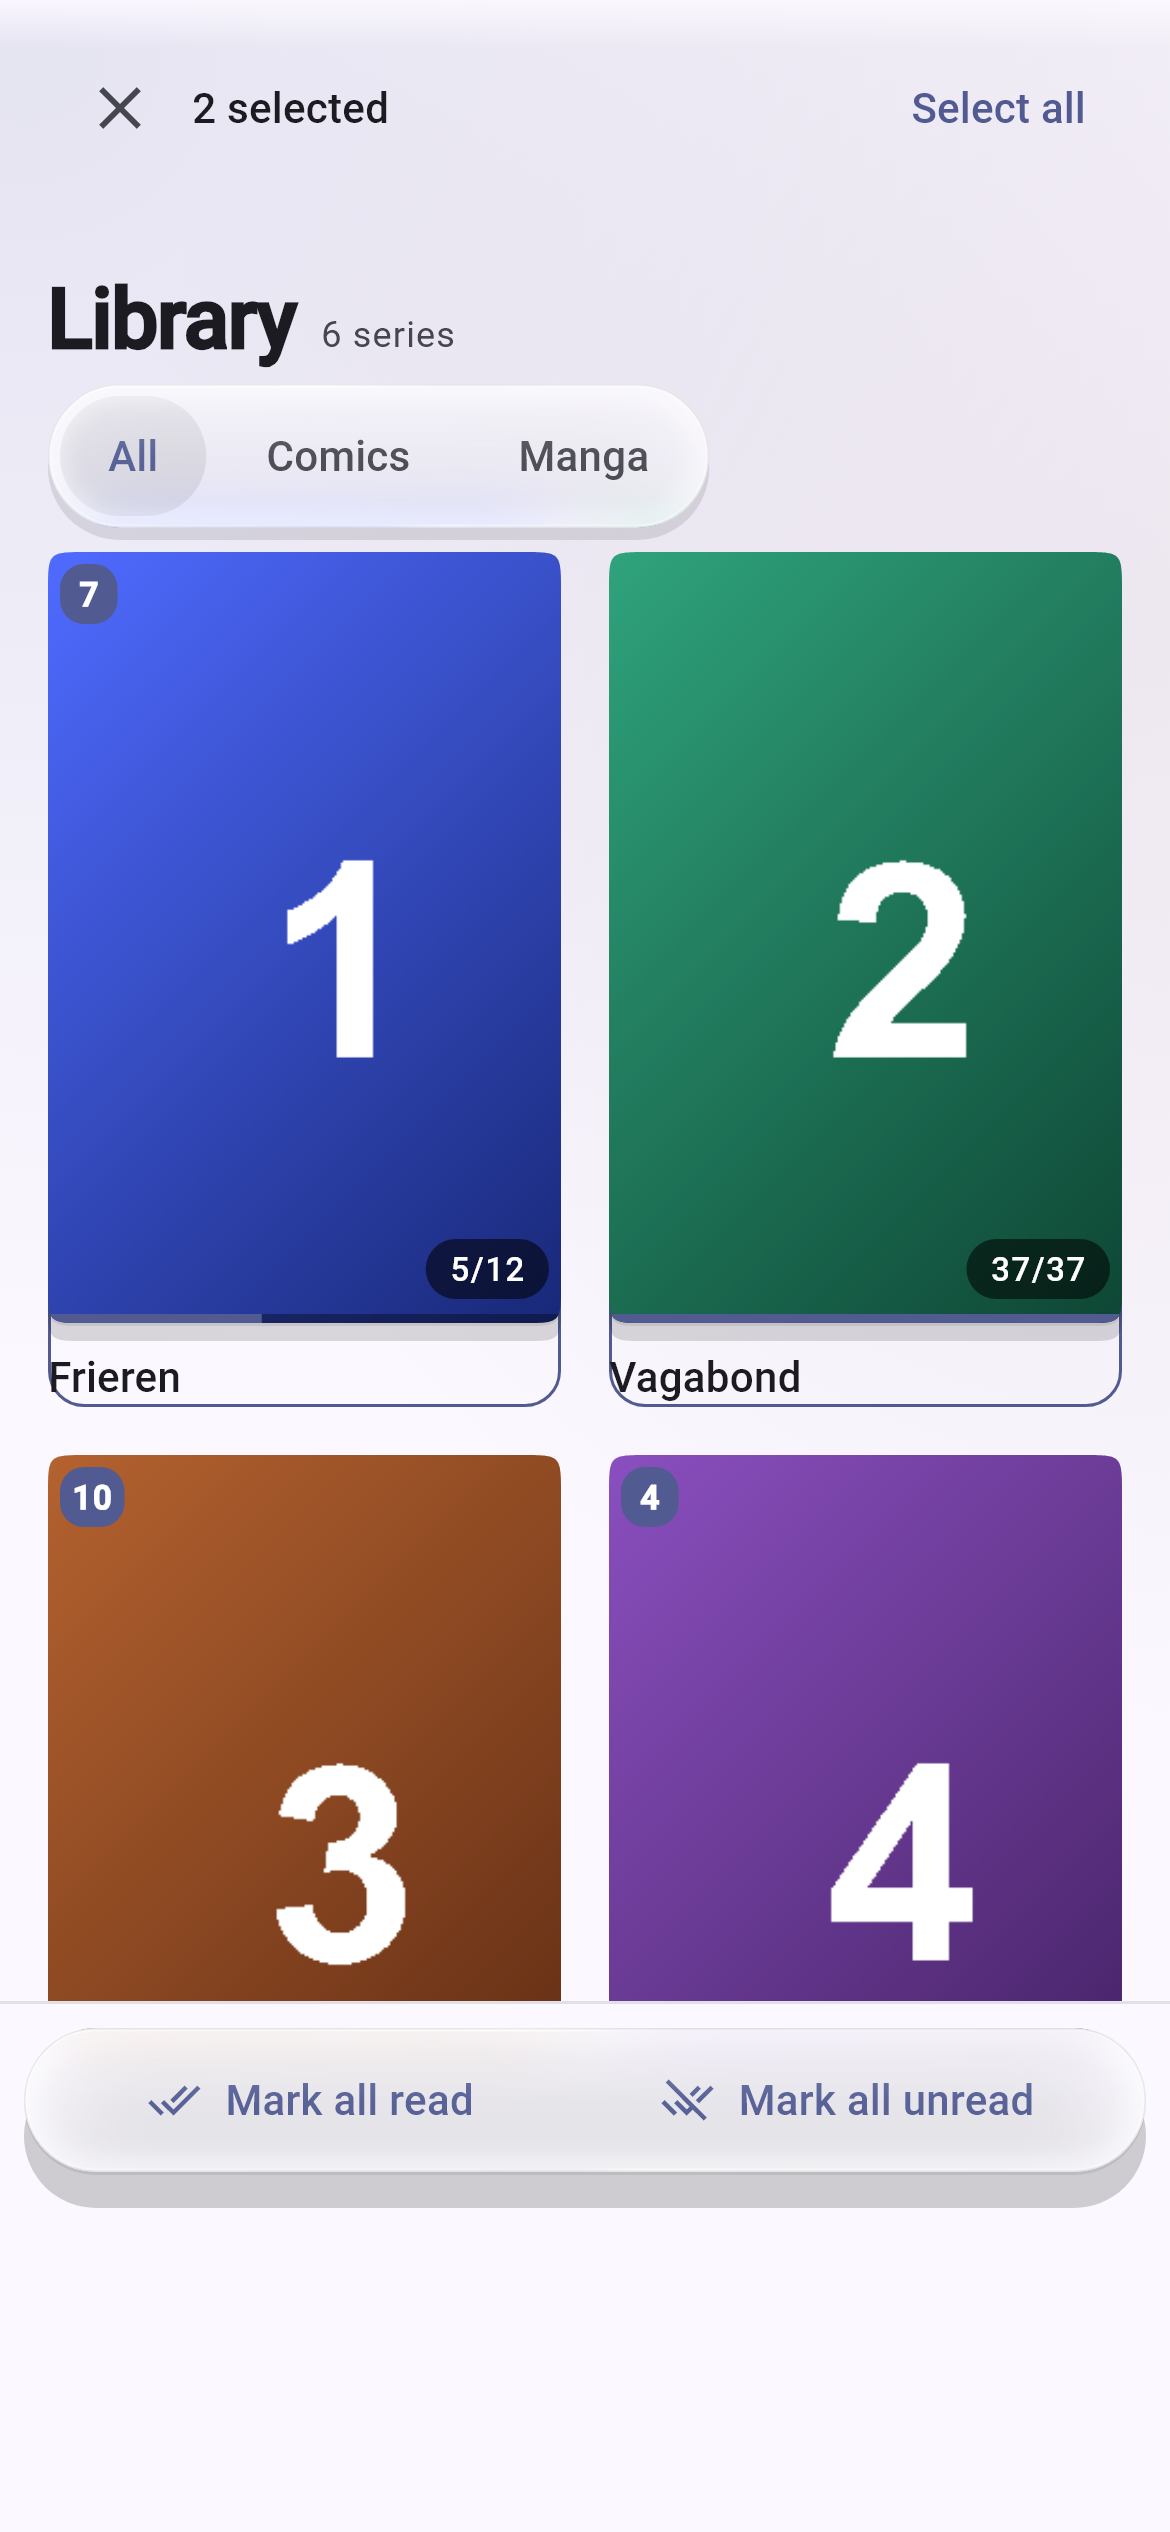 2 selected
Select all
Library 6 series
All
Comics
Manga
7
1
5/12
2
37/37
Frieren
Vagabond
10
3
4
4
Mark all read
Mark all unread